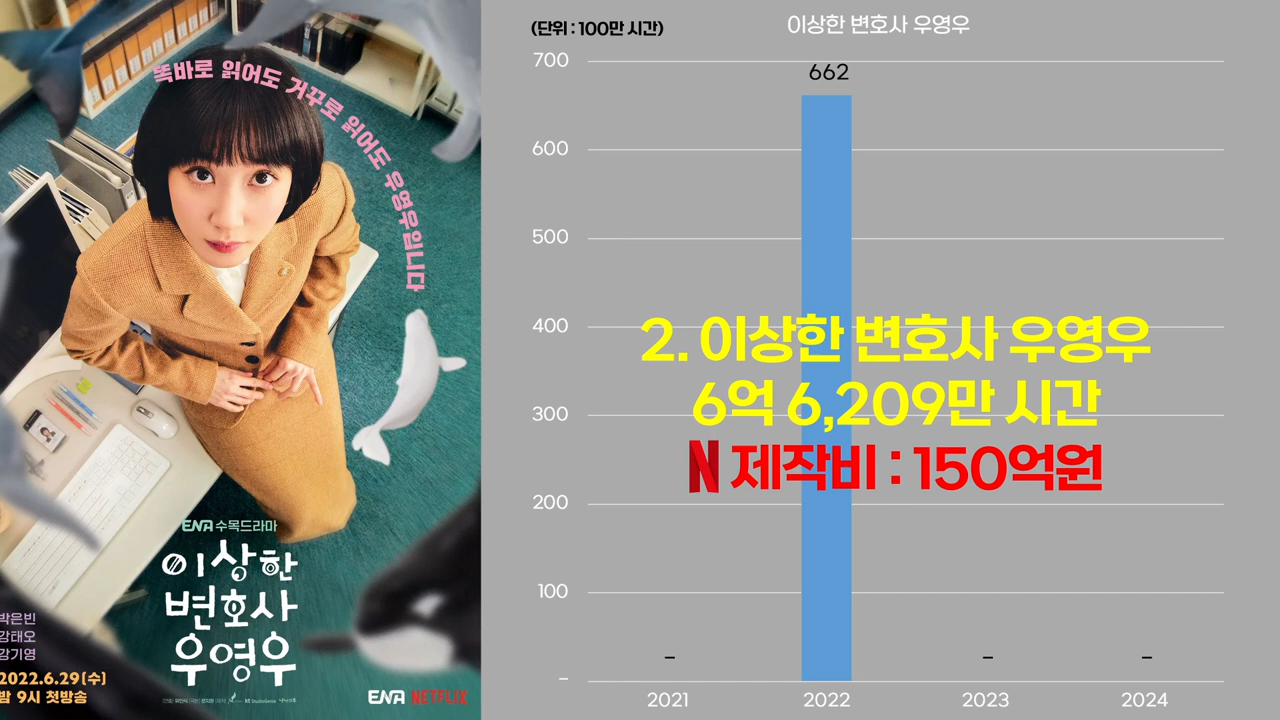 똑바로 읽어도 거꾸로 읽어도 우영우입니다
ENA 수목드라마
이상한
변호사
우영우
박은빈
강태오
강기영
2022.6.29(수)
밤 9시 첫방송
ENA NETFLIX
(단위 : 100만 시간)
이상한 변호사 우영우
700
662
600
500
400
300
200
100
–
– – –
2021 2022 2023 2024
2. 이상한 변호사 우영우
6억 6,209만 시간
N 제작비 : 150억원